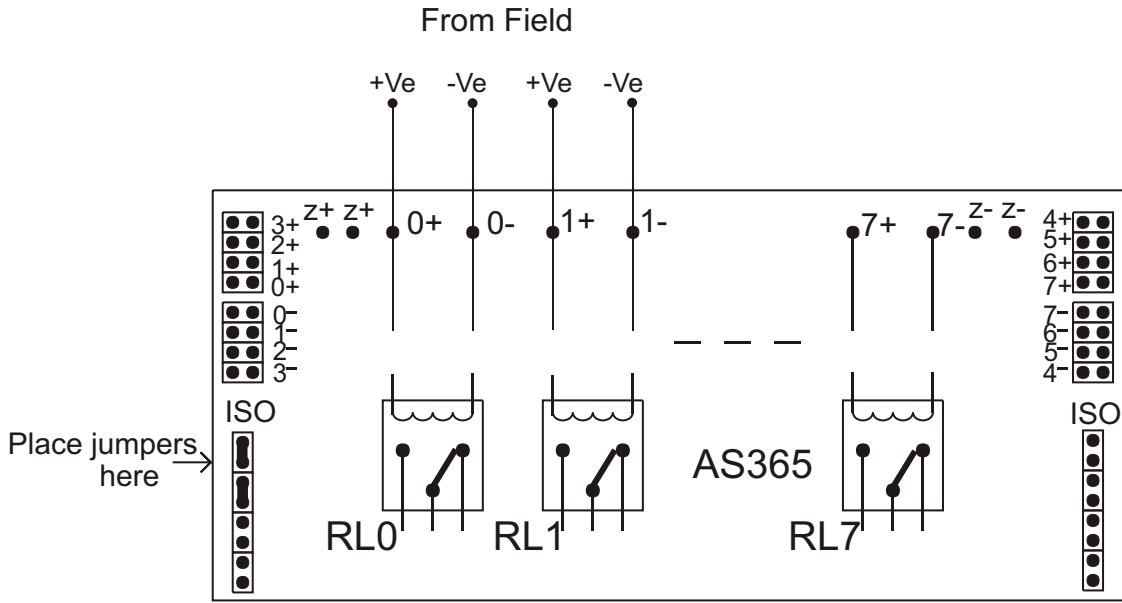 From Field
+Ve -Ve +Ve -Ve
3+ z+ z+ 0+ 0- 1+ 1- 7+ 7- z- z- 4+
2+ 5+
1+ 6+
0+ 7+
0- 7-
1- 6-
2- 5-
3- 4-
ISO ISO
Place jumpers
here
AS365
RL0 RL1 RL7